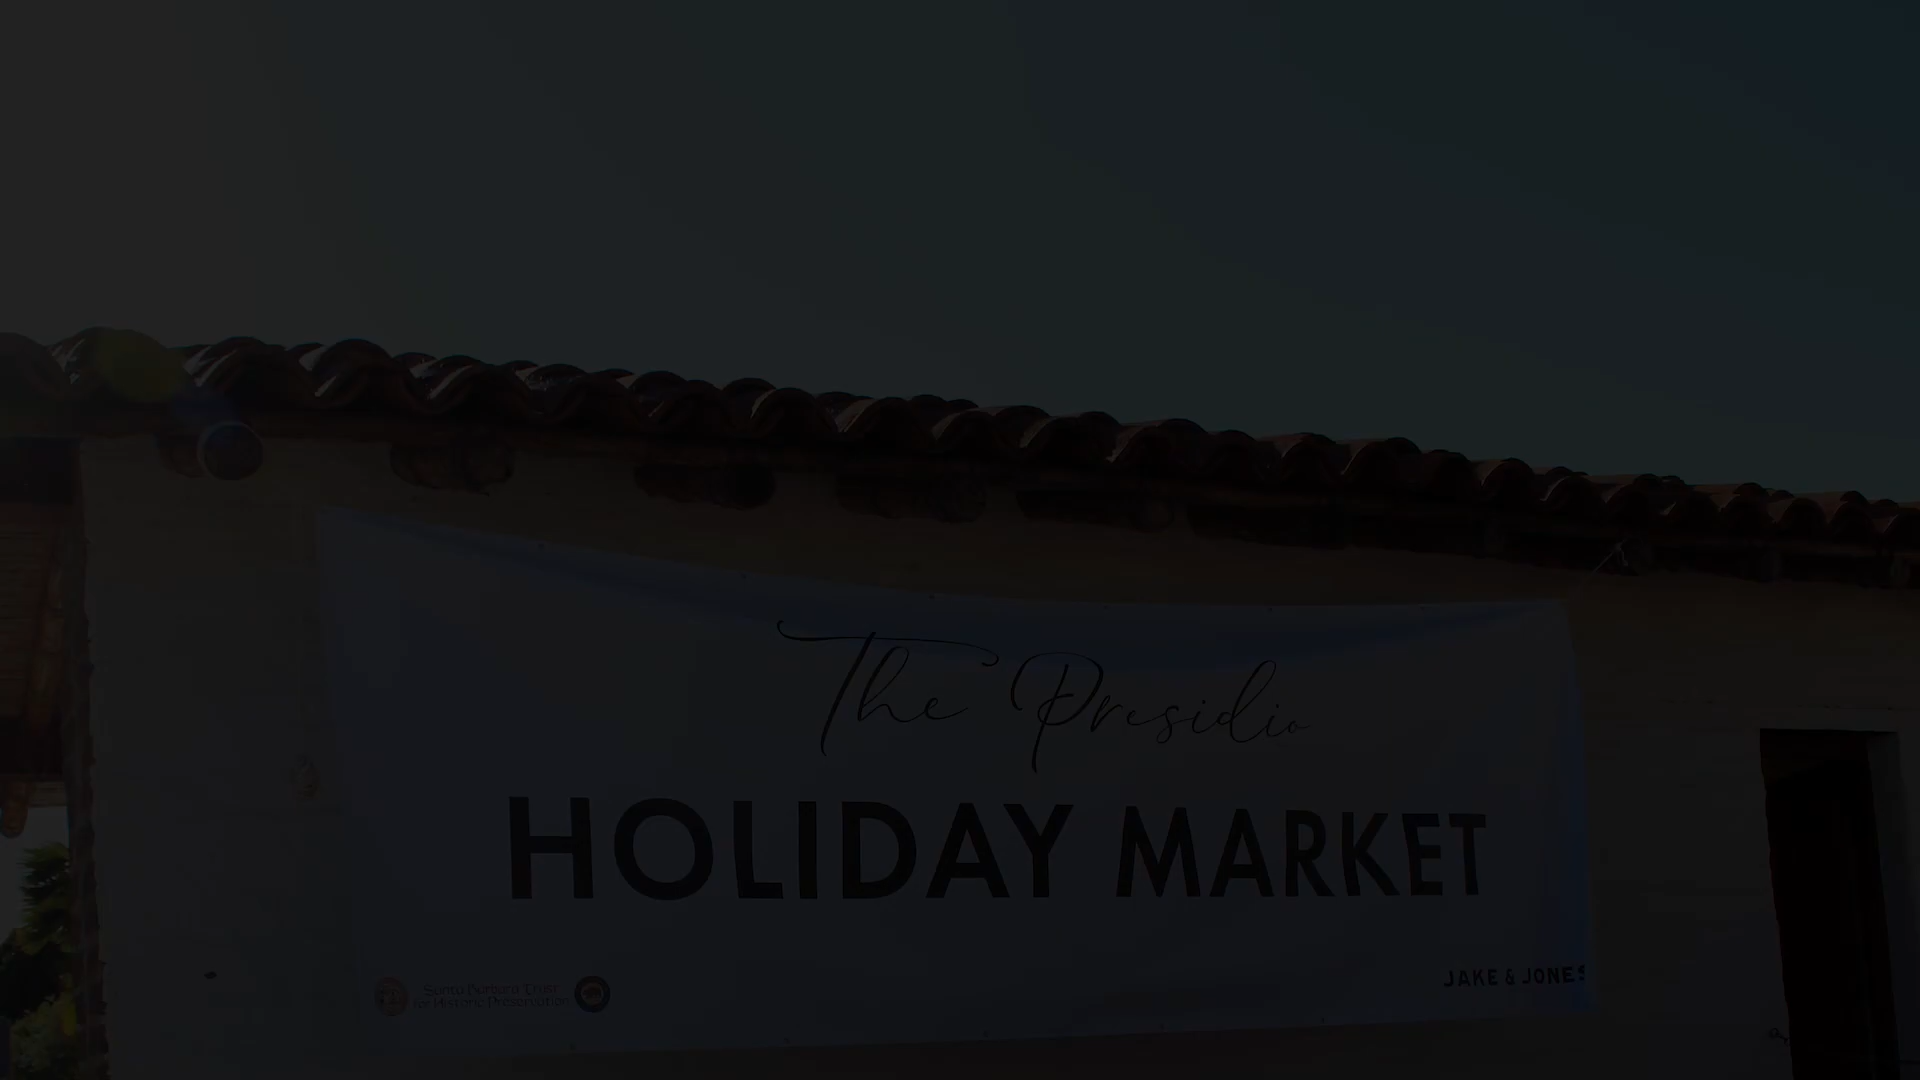 The Presidio
HOLIDAY MARKET
Santa Barbara Trust
for Historic Preservation
JAKE & JONES